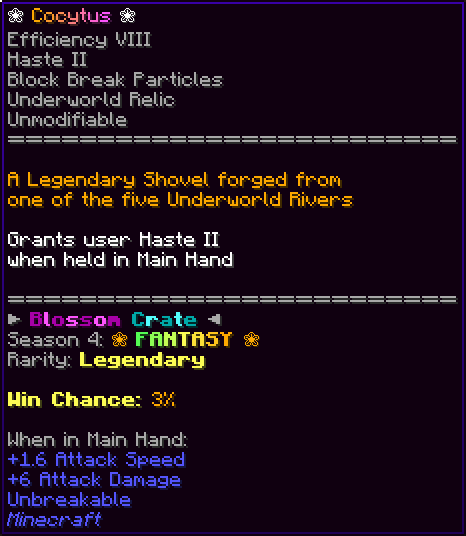 ❀ Cocytus ❀
Efficiency VIII
Haste II
Block Break Particles
Underworld Relic
Unmodifiable
============================
A Legendary Shovel forged from
one of the five Underworld Rivers
Grants user Haste II
when held in Main Hand
============================
▶ Blossom Crate ◀
Season 4: ❀ FANTASY ❀
Rarity: Legendary
Win Chance: 3%
When in Main Hand:
+1.6 Attack Speed
+6 Attack Damage
Unbreakable
Minecraft